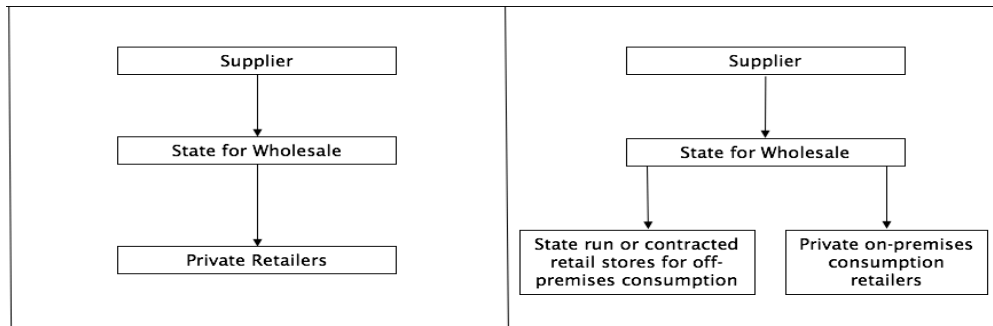 Supplier
State for Wholesale
Private Retailers
Supplier
State for Wholesale
State run or contracted
retail stores for off-
premises consumption
Private on-premises
consumption
retailers